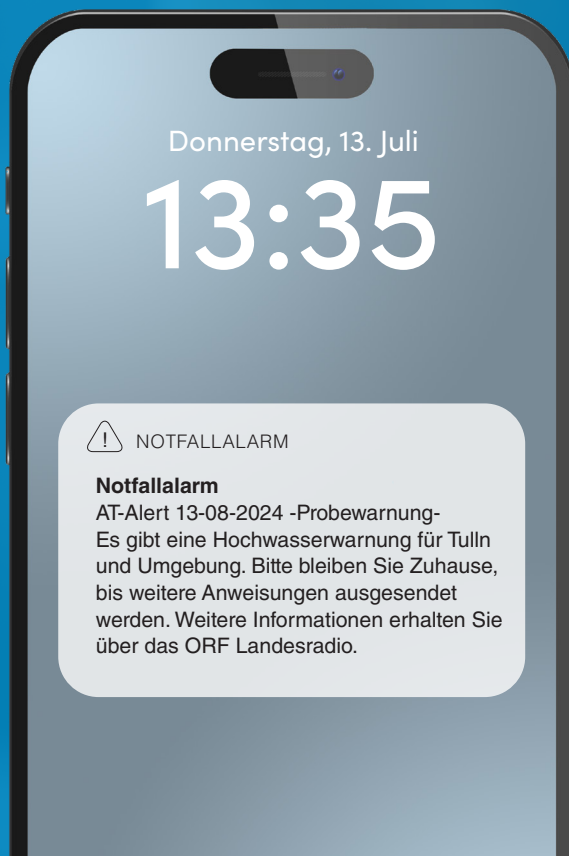 Donnerstag, 13. Juli
13:35
NOTFALLALARM
Notfallalarm
AT-Alert 13-08-2024 -Probewarnung-
Es gibt eine Hochwasserwarnung für Tulln
und Umgebung. Bitte bleiben Sie Zuhause,
bis weitere Anweisungen ausgesendet
werden. Weitere Informationen erhalten Sie
über das ORF Landesradio.